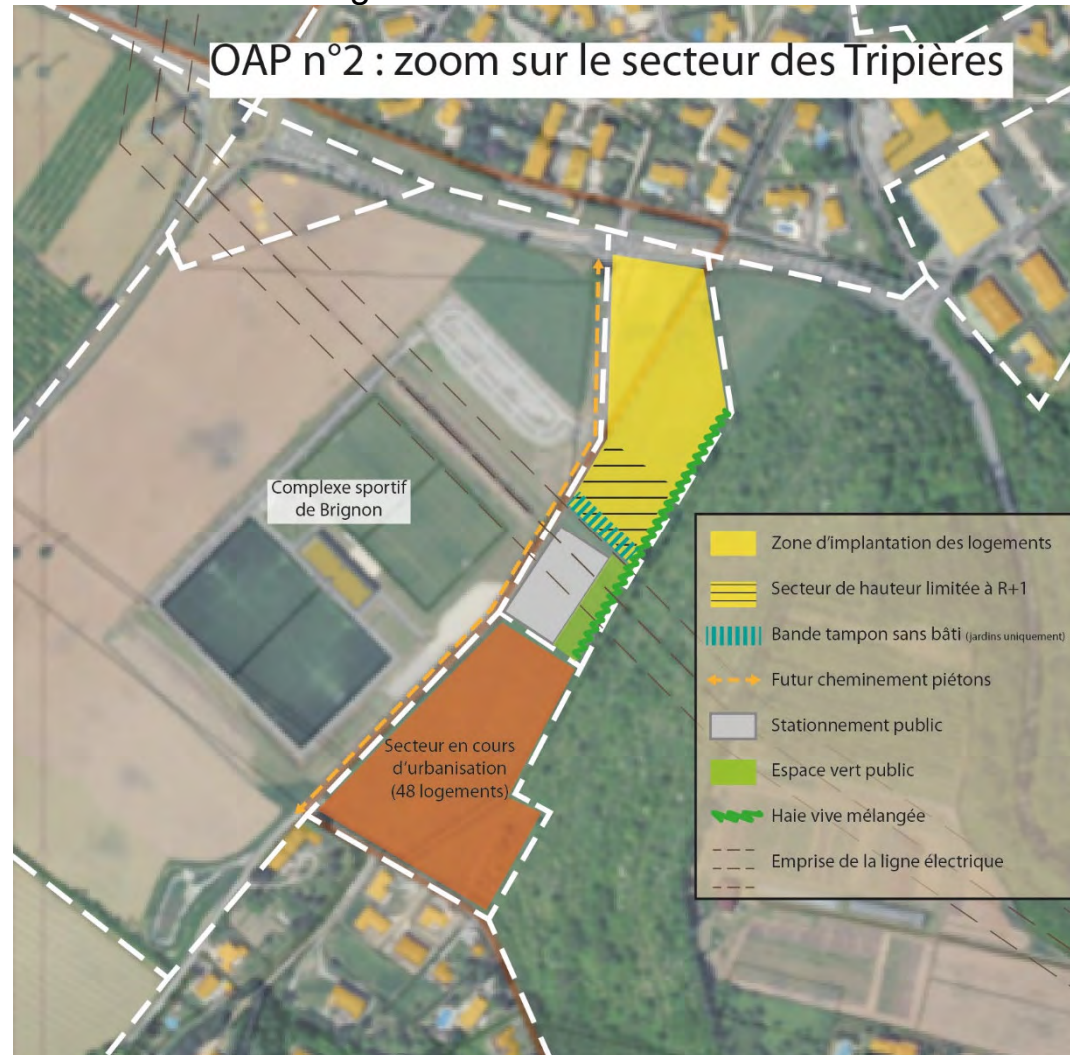 OAP n°2 : zoom sur le secteur des Tripières
Complexe sportif
de Brignon
Secteur en cours
d'urbanisation
(48 logements)
Zone d'implantation des logements
Secteur de hauteur limitée à R+1
Bande tampon sans bâti (jardins uniquement)
Futur cheminement piétons
Stationnement public
Espace vert public
Haie vive mélangée
Emprise de la ligne électrique